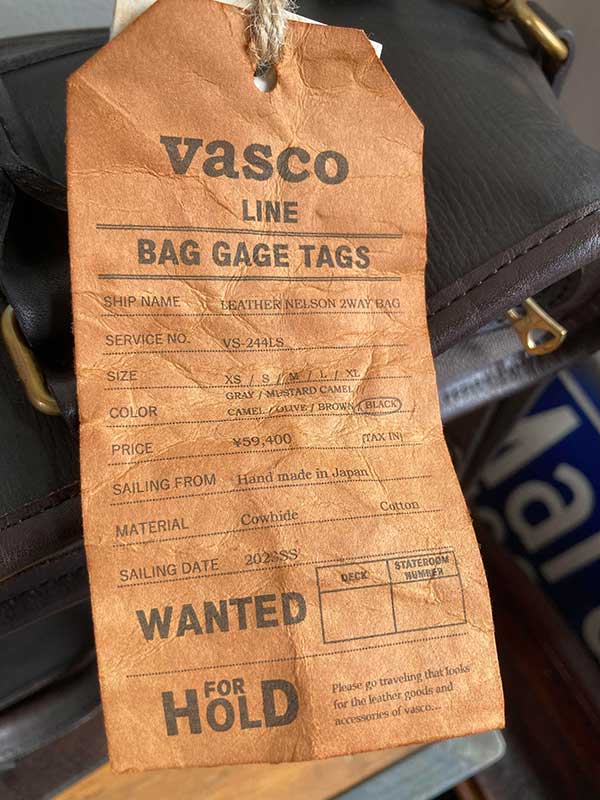 vasco
LINE
BAG GAGE TAGS
SHIP NAME LEATHER NELSON 2WAY BAG
SERVICE NO. VS-244LS
SIZE XS / S / M / L / XL
GRAY / MUSTARD CAMEL
COLOR CAMEL / OLIVE / BROWN / BLACK
PRICE ¥59,400 [TAX IN]
SAILING FROM Hand made in Japan
MATERIAL Cowhide Cotton
SAILING DATE 2023SS
DECK STATEROOM NUMBER
WANTED
FOR
HOLD
Please go traveling that looks
for the leather goods and
accessories of vasco...